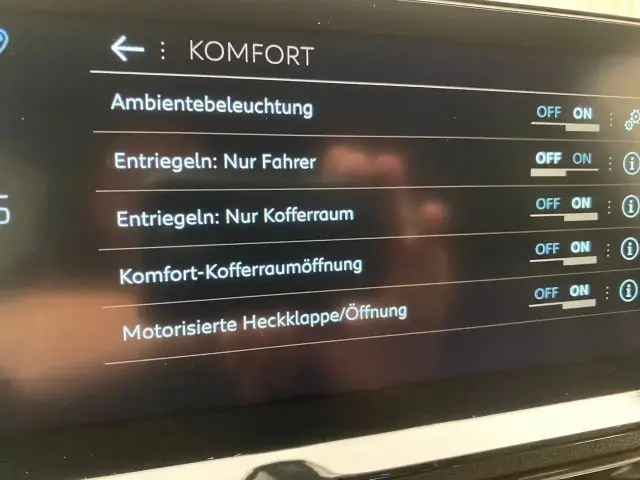 KOMFORT
Ambientebeleuchtung OFF ON
Entriegeln: Nur Fahrer OFF ON
Entriegeln: Nur Kofferraum OFF ON
Komfort-Kofferraumöffnung OFF ON
Motorisierte Heckklappe/Öffnung OFF ON